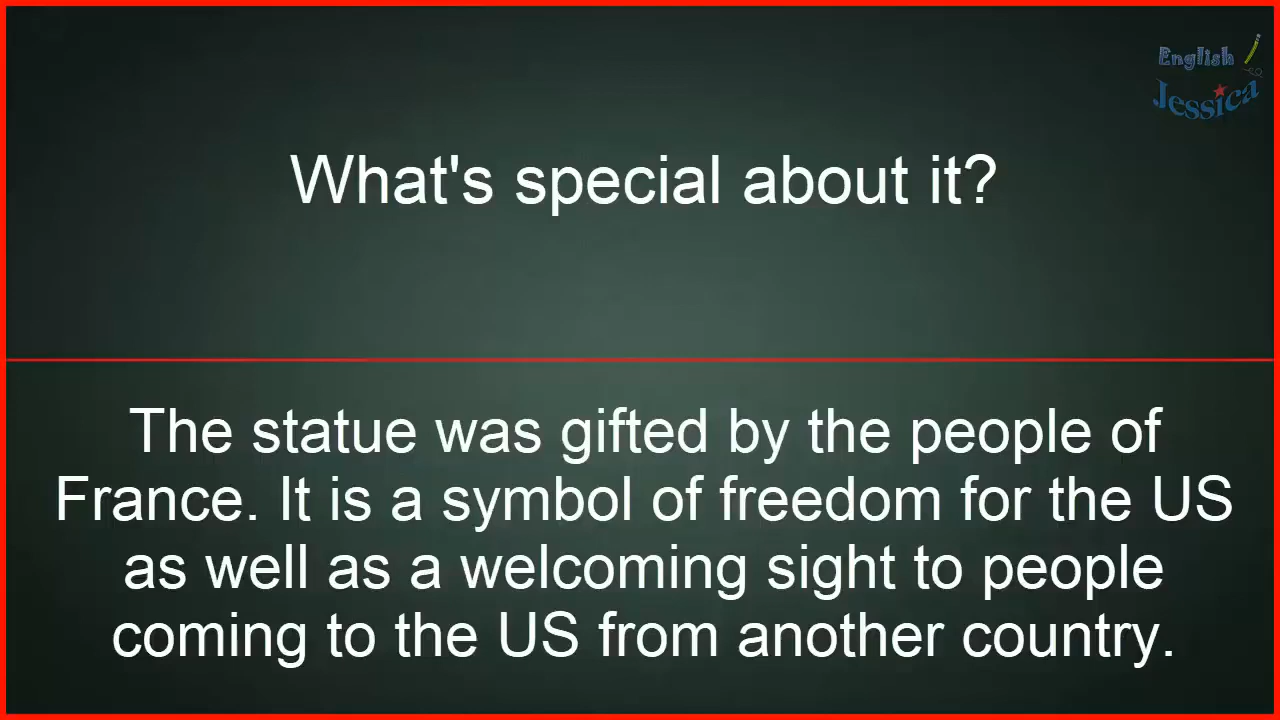 English
Jessica
What's special about it?
The statue was gifted by the people of
France. It is a symbol of freedom for the US
as well as a welcoming sight to people
coming to the US from another country.